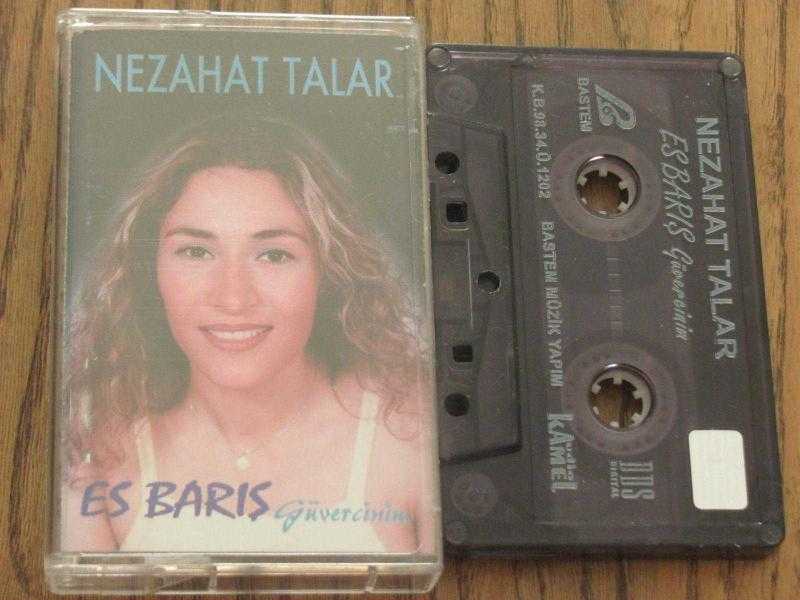 NEZAHAT TALAR
ES BARIŞ Güvercinim
NEZAHAT TALAR
ES BARIŞ Güvercinim
BASTEM
K.B.98.34.Ü.1202
BASTEM MÜZİK YAPIM
KAMEL
DDS
DIGITAL